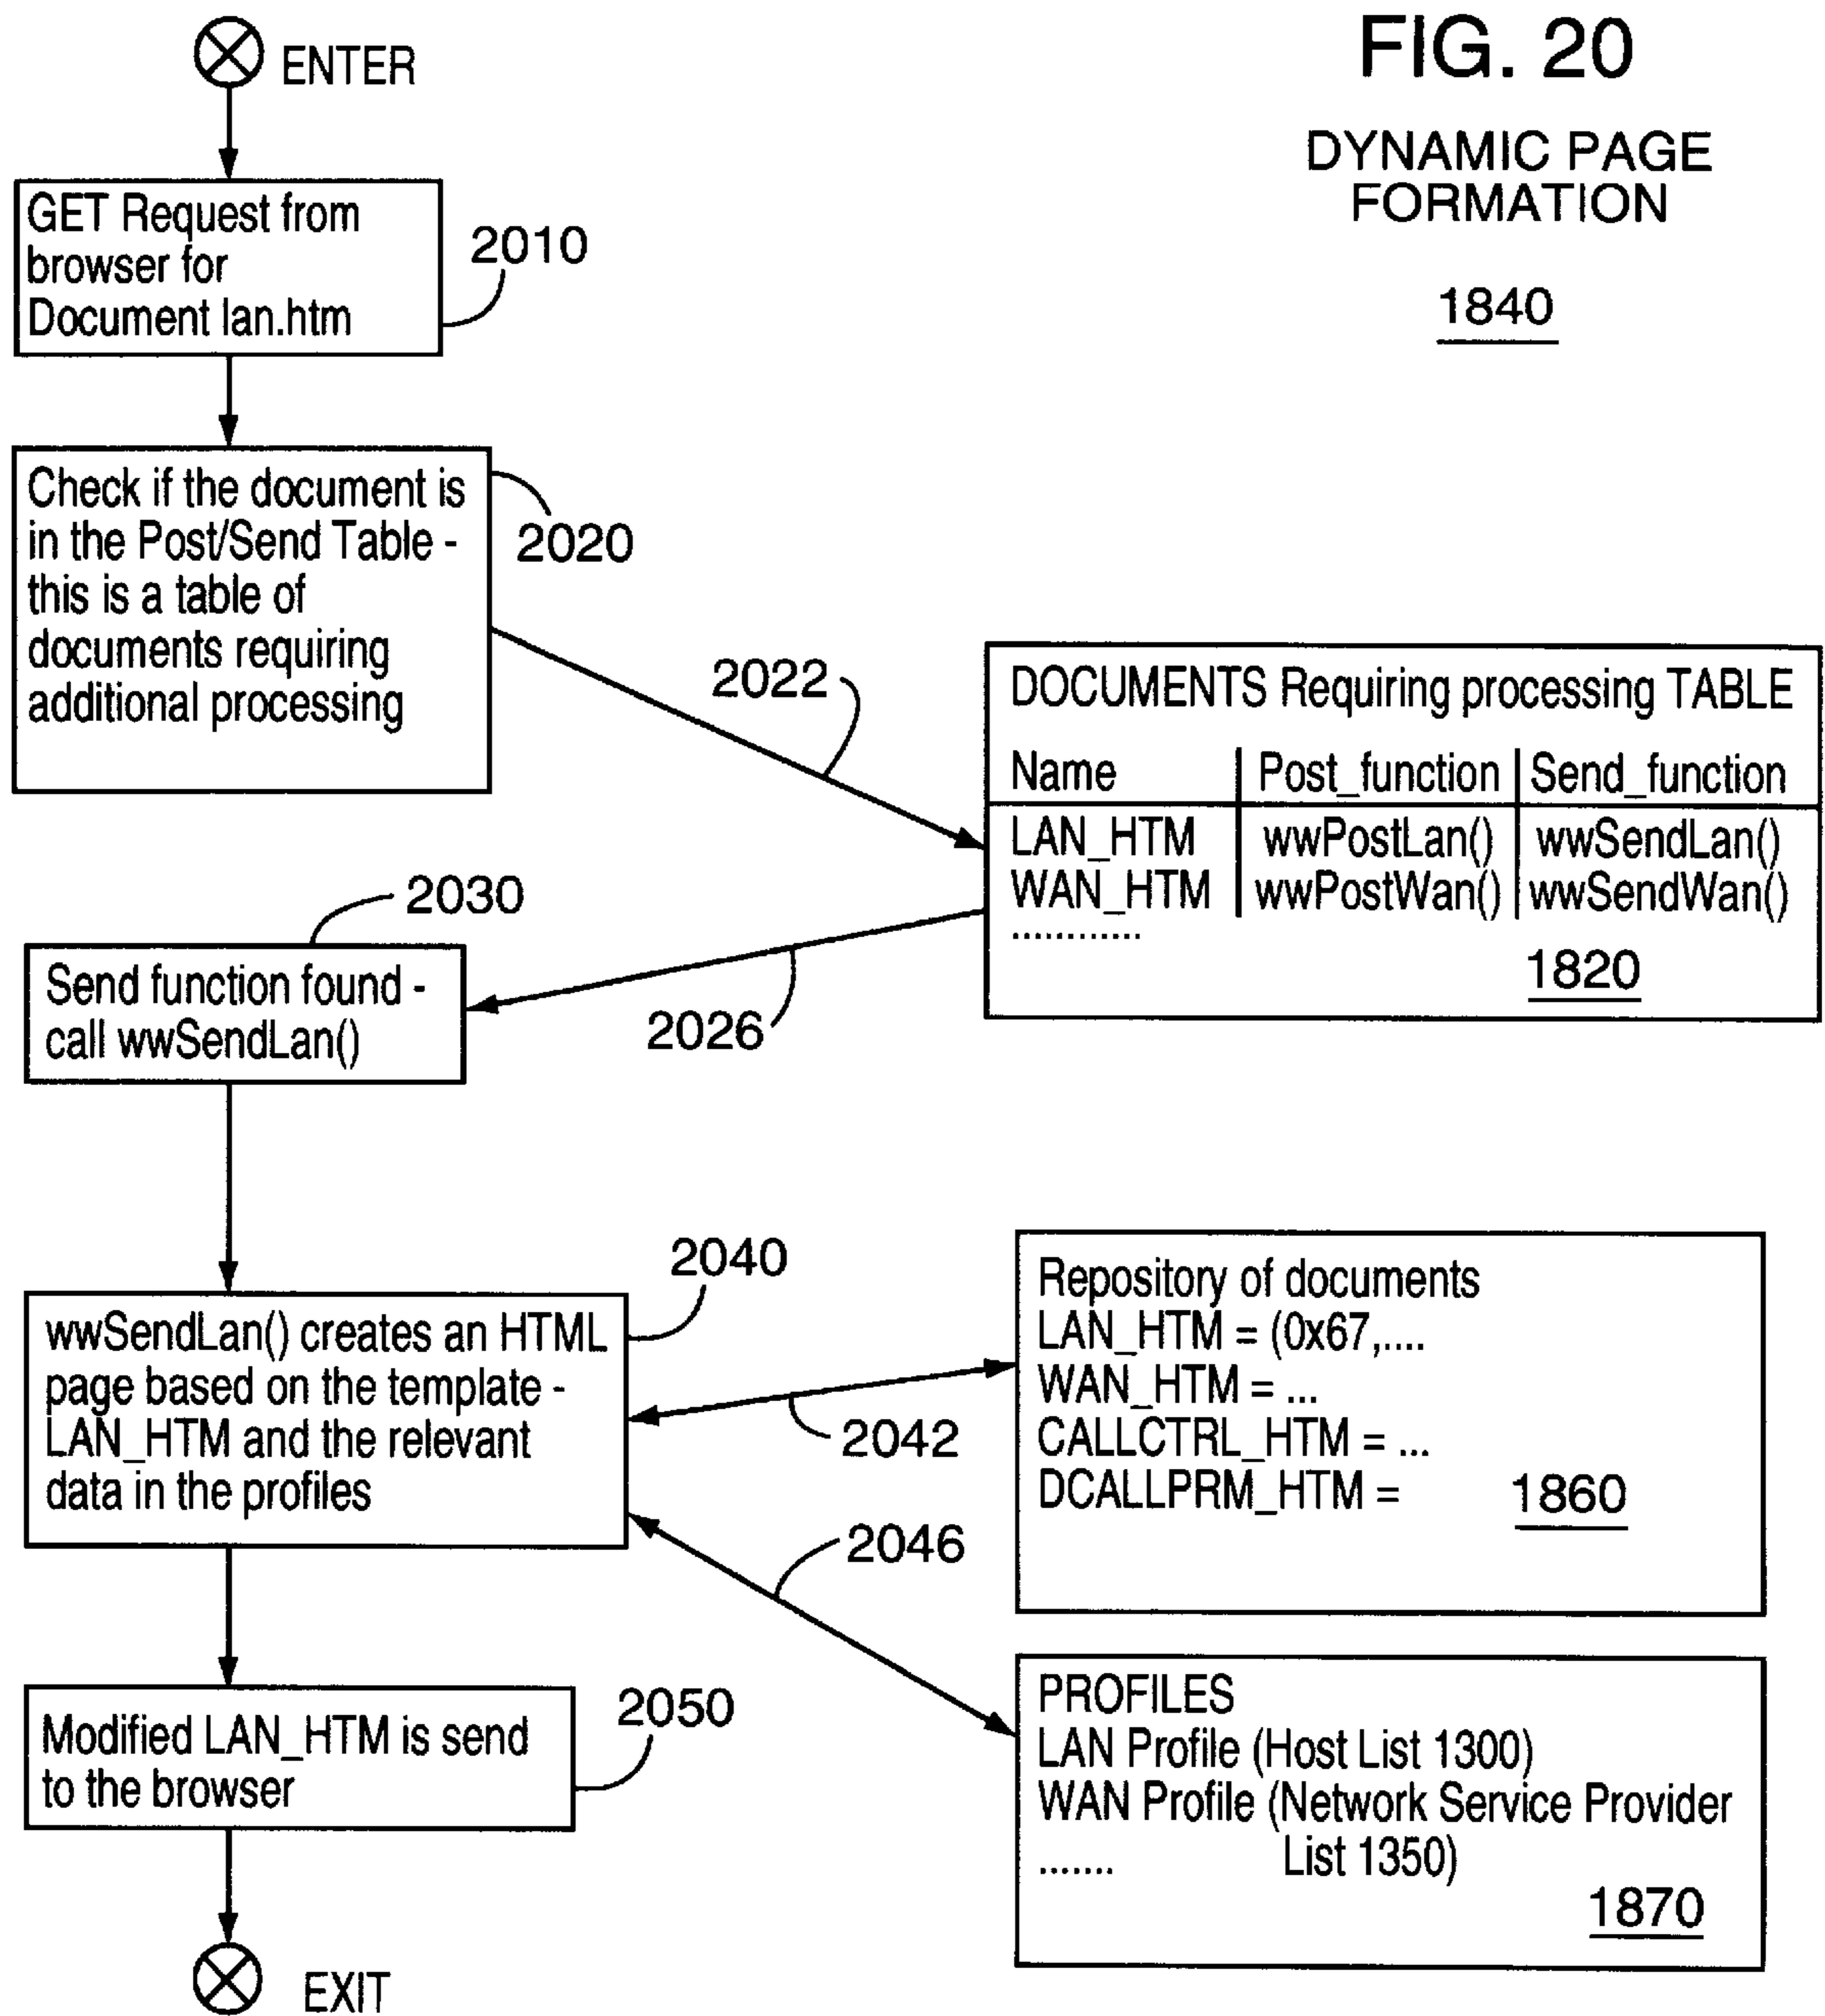 FIG. 20
DYNAMIC PAGE
FORMATION
1840
ENTER
GET Request from
browser for
Document lan.htm
2010
Check if the document is
in the Post/Send Table -
this is a table of
documents requiring
additional processing
2020
2022
DOCUMENTS Requiring processing TABLE
Name Post_function Send_function
LAN_HTM wwPostLan() wwSendLan()
WAN_HTM wwPostWan() wwSendWan()
............
1820
2026
2030
Send function found -
call wwSendLan()
2040
wwSendLan() creates an HTML
page based on the template -
LAN_HTM and the relevant
data in the profiles
2042
Repository of documents
LAN_HTM = (0x67,....
WAN_HTM = ...
CALLCTRL_HTM = ...
DCALLPRM_HTM =
1860
2046
PROFILES
LAN Profile (Host List 1300)
WAN Profile (Network Service Provider
List 1350)
.......
1870
2050
Modified LAN_HTM is send
to the browser
EXIT